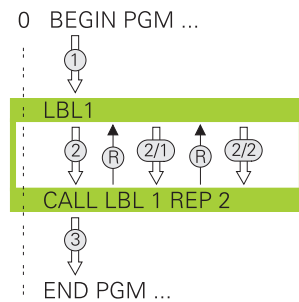 0 BEGIN PGM ...
1
LBL1
2 R 2/1 R 2/2
CALL LBL 1 REP 2
3
END PGM ...